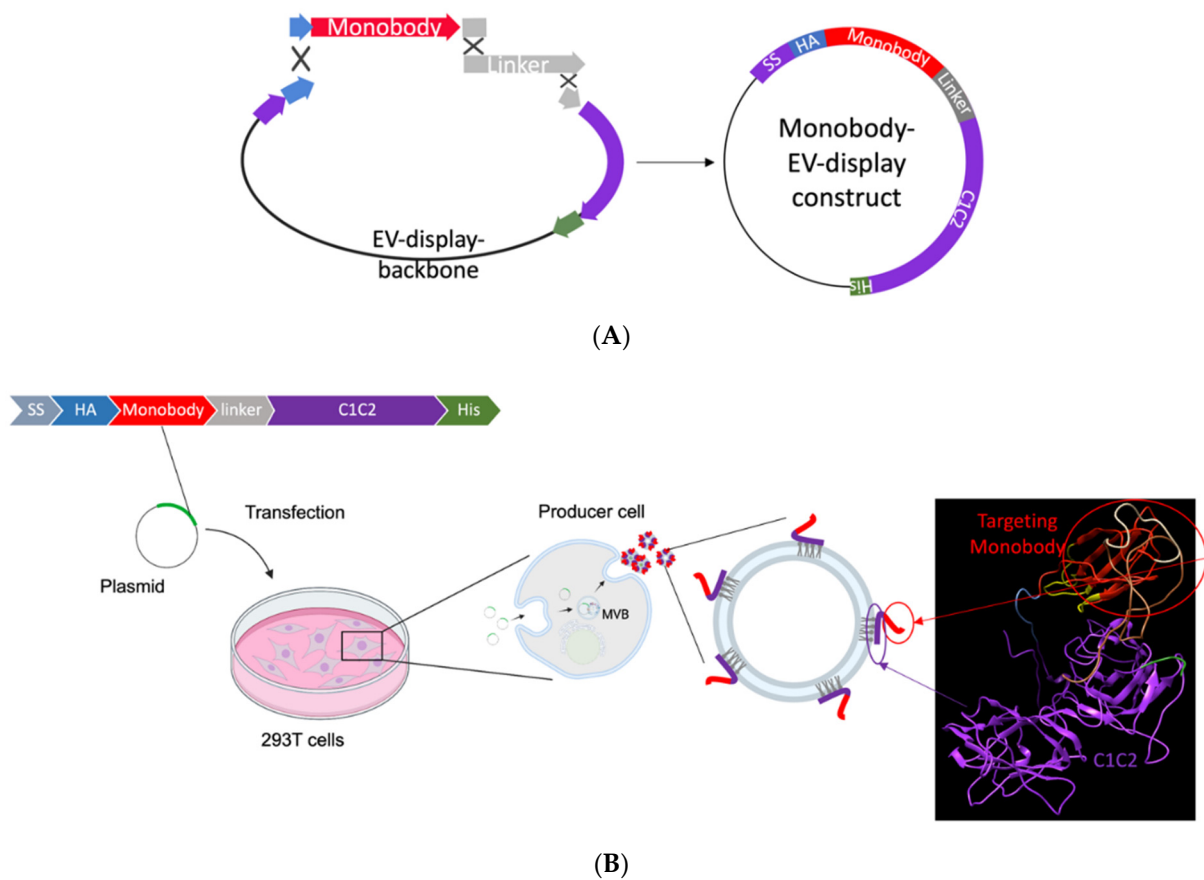 Monobody
Linker
EV-display-
backbone
SS
HA
Monobody
Linker
C1C2
His
Monobody-
EV-display
construct
(A)
SS HA Monobody linker C1C2 His
Transfection
Plasmid
293T cells
Producer cell
MVB
Targeting
Monobody
C1C2
(B)